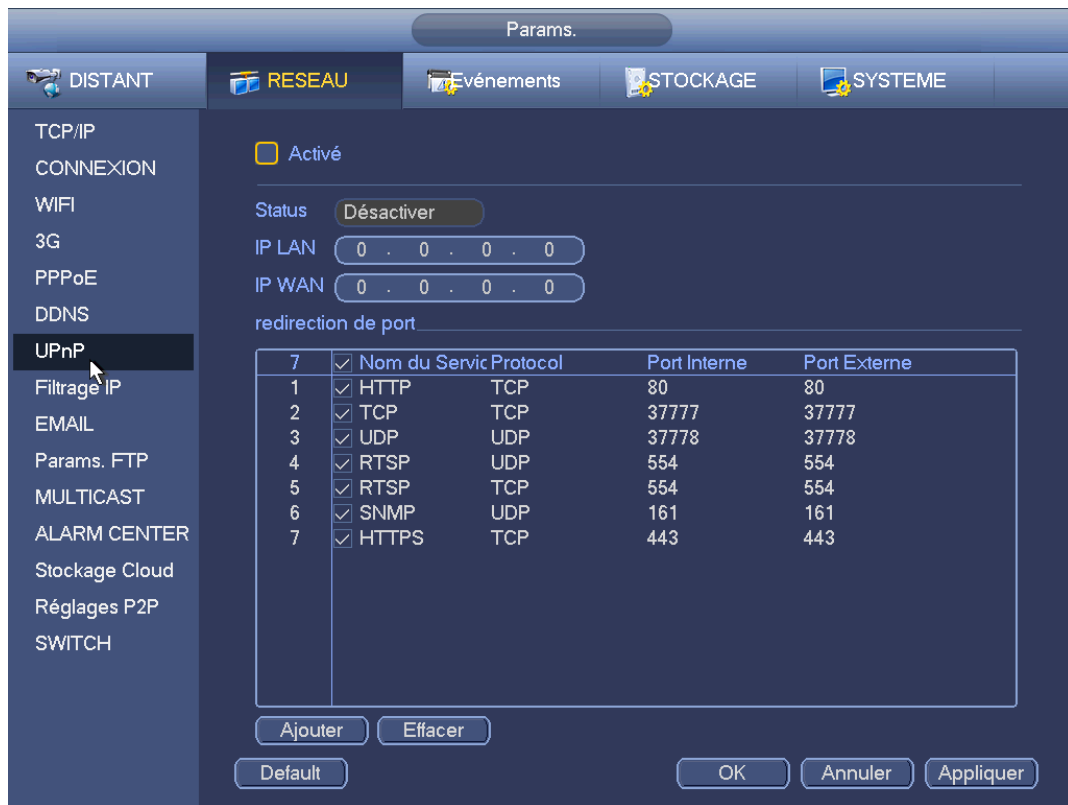 Params.
DISTANT RESEAU Evénements STOCKAGE SYSTEME
TCP/IP
CONNEXION
WIFI
3G
PPPoE
DDNS
UPnP
Filtrage IP
EMAIL
Params. FTP
MULTICAST
ALARM CENTER
Stockage Cloud
Réglages P2P
SWITCH
Activé
Status Désactiver
IP LAN 0 . 0 . 0 . 0
IP WAN 0 . 0 . 0 . 0
redirection de port
7 Nom du Servic Protocol Port Interne Port Externe
1 HTTP TCP 80 80
2 TCP TCP 37777 37777
3 UDP UDP 37778 37778
4 RTSP UDP 554 554
5 RTSP TCP 554 554
6 SNMP UDP 161 161
7 HTTPS TCP 443 443
Ajouter Effacer
Default OK Annuler Appliquer